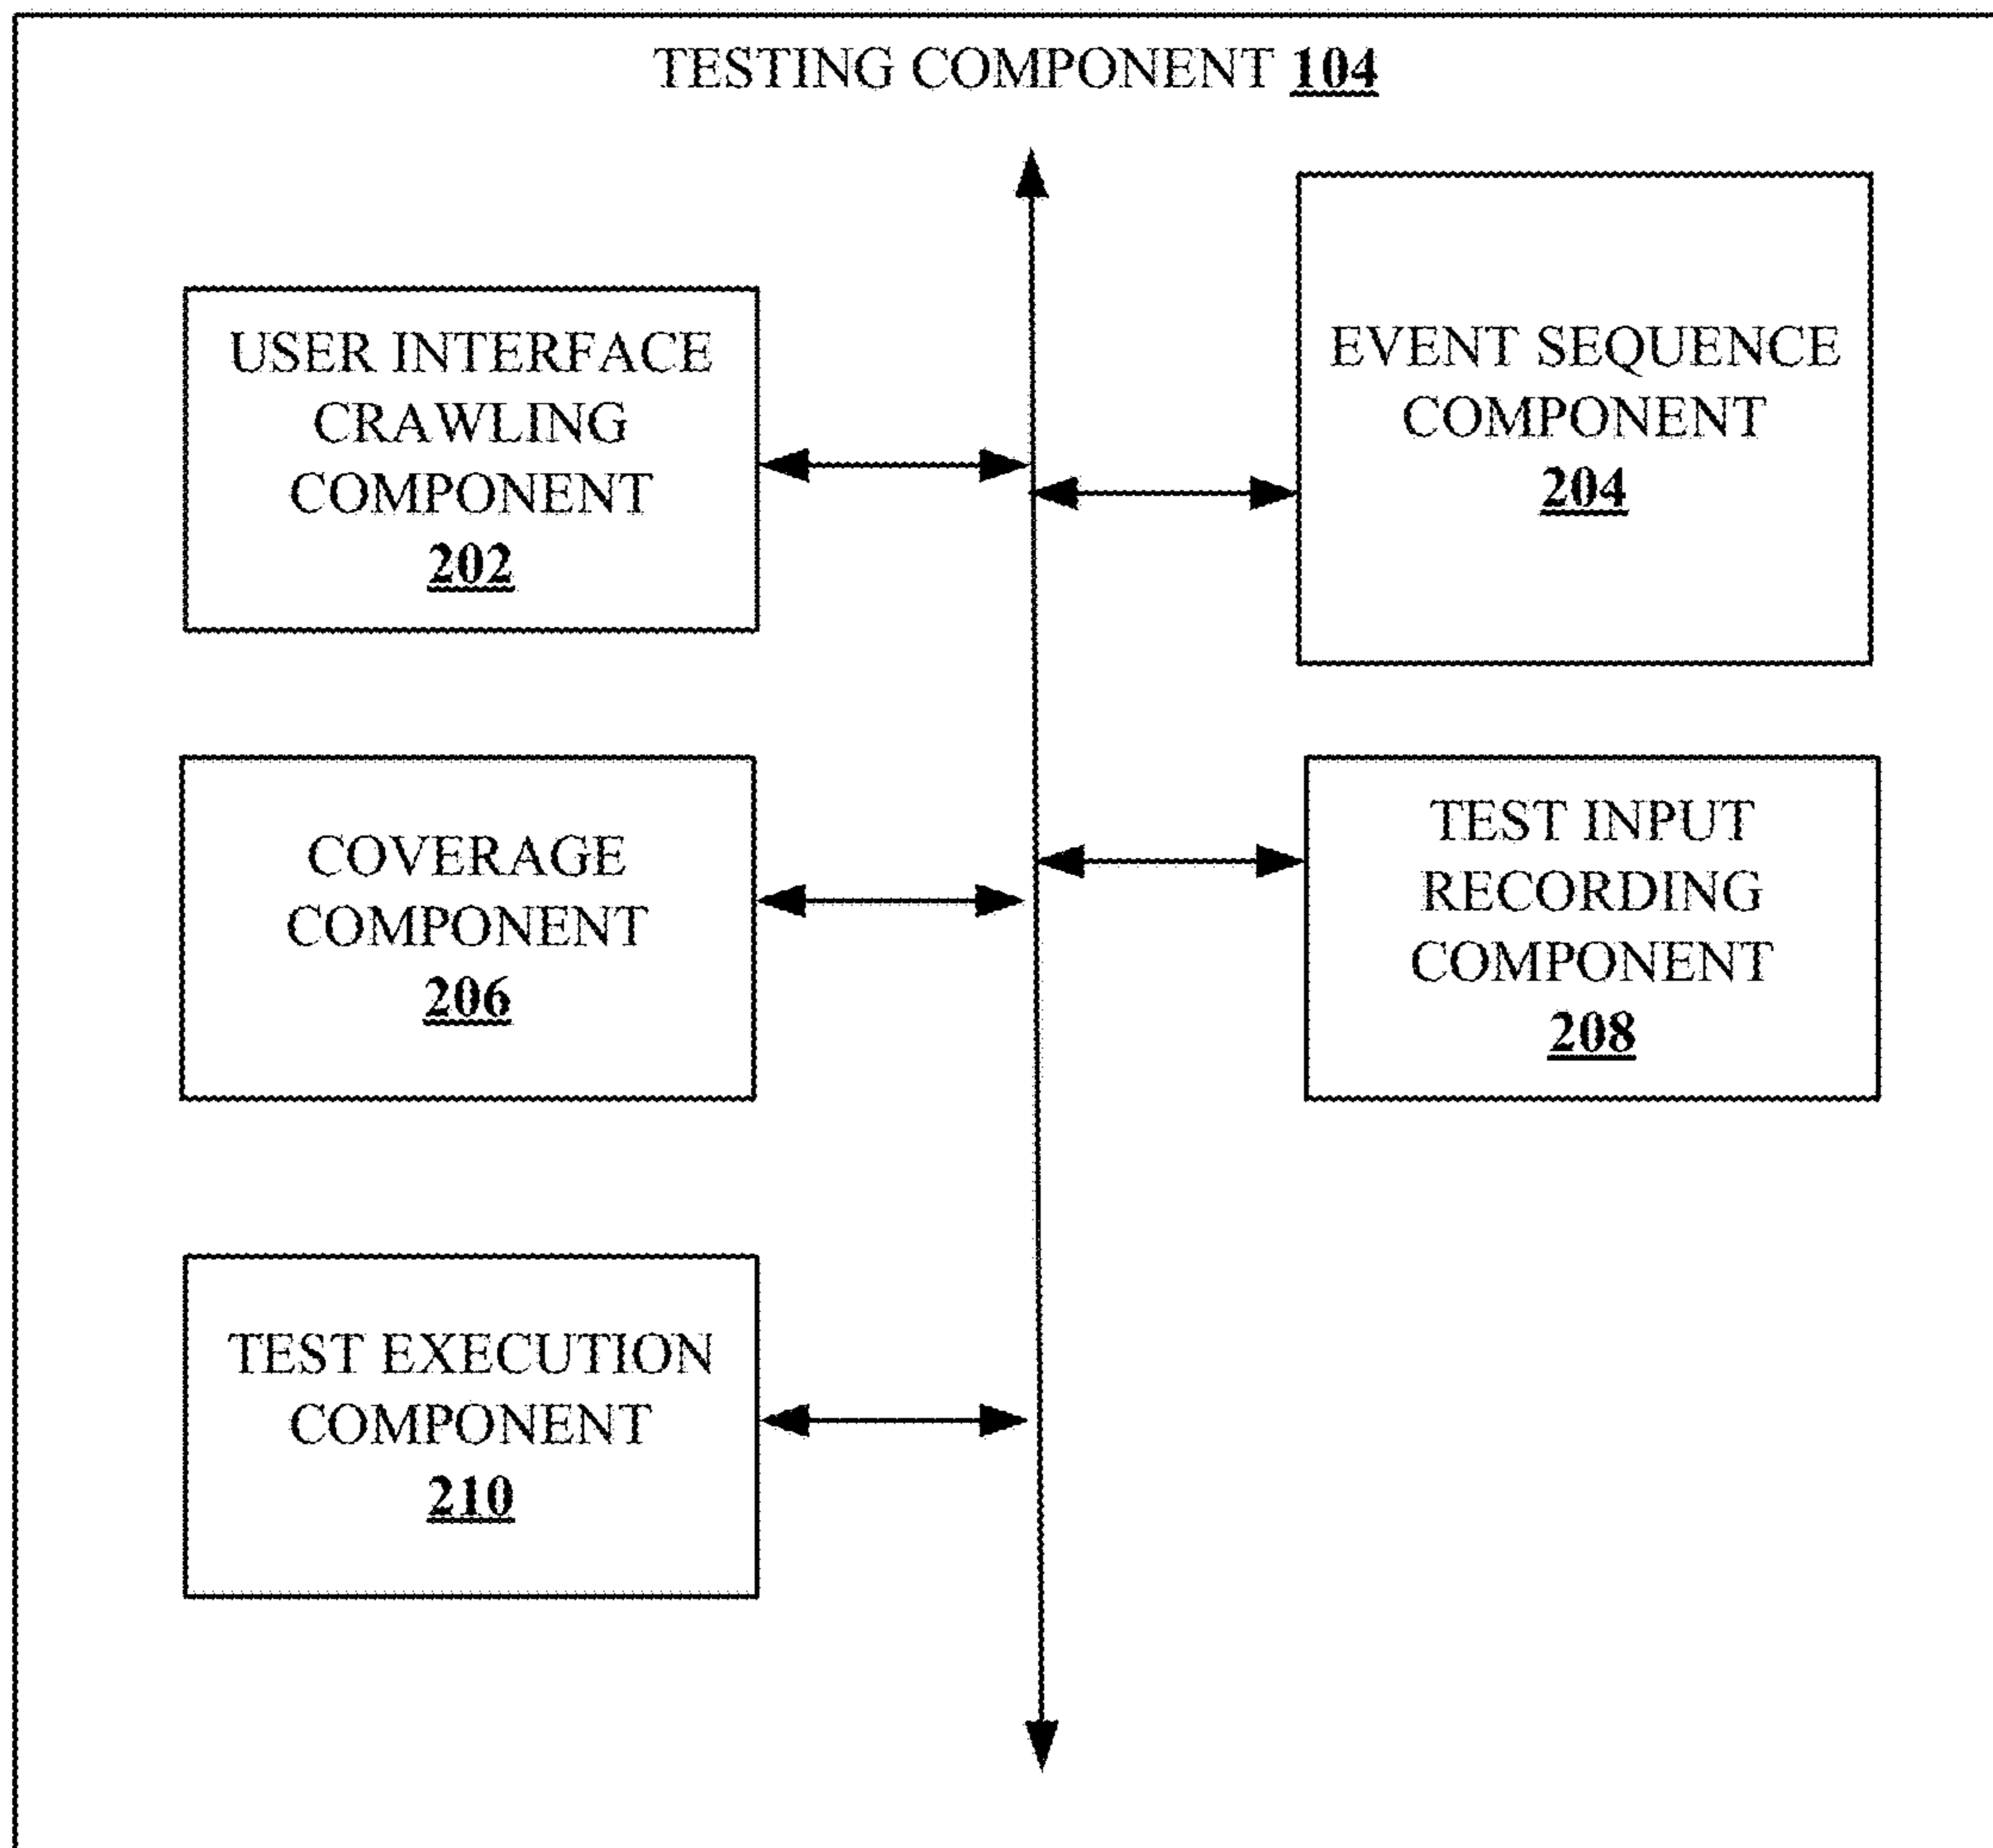 TESTING COMPONENT 104
USER INTERFACE
CRAWLING
COMPONENT
202
EVENT SEQUENCE
COMPONENT
204
COVERAGE
COMPONENT
206
TEST INPUT
RECORDING
COMPONENT
208
TEST EXECUTION
COMPONENT
210